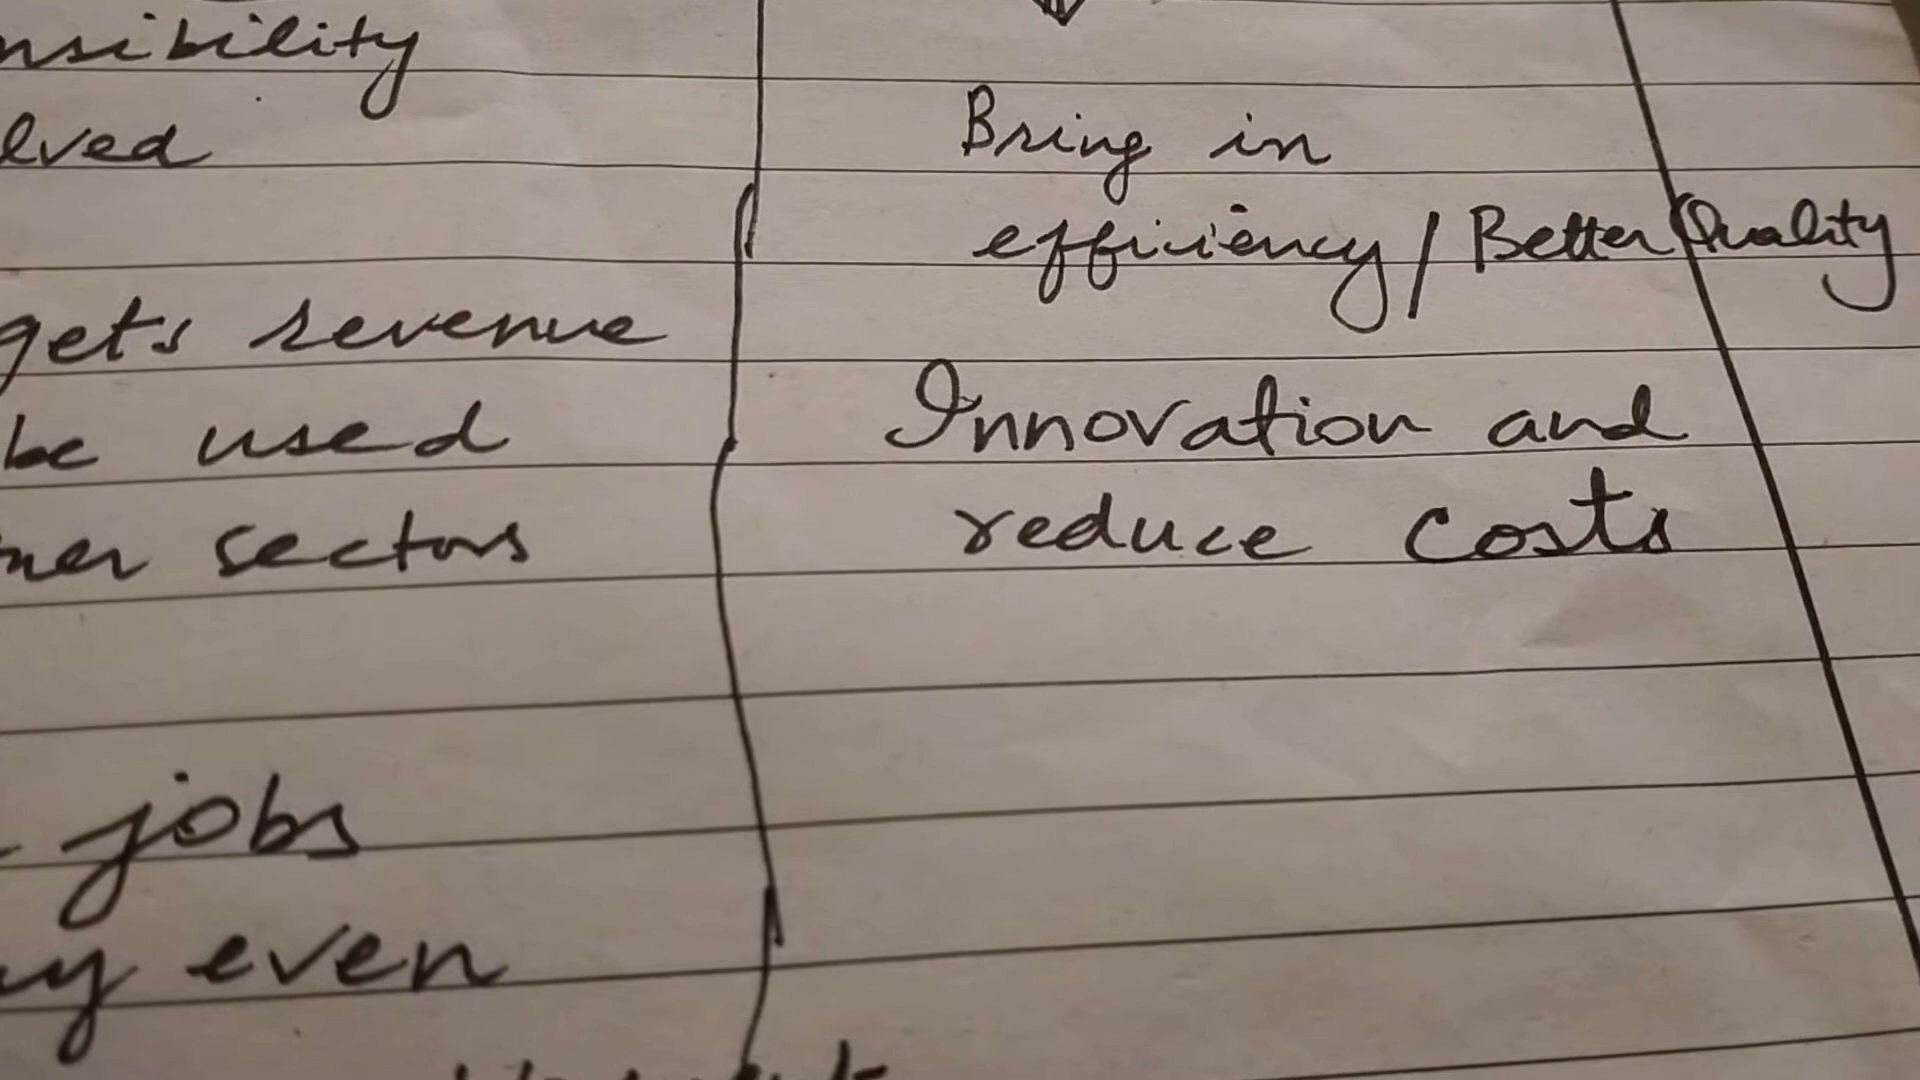 nsibility
lved
gets revenue
be used
ner sectors
jobs
uy even
Bring in
efficiency / Better Quality
Innovation and
reduce costs